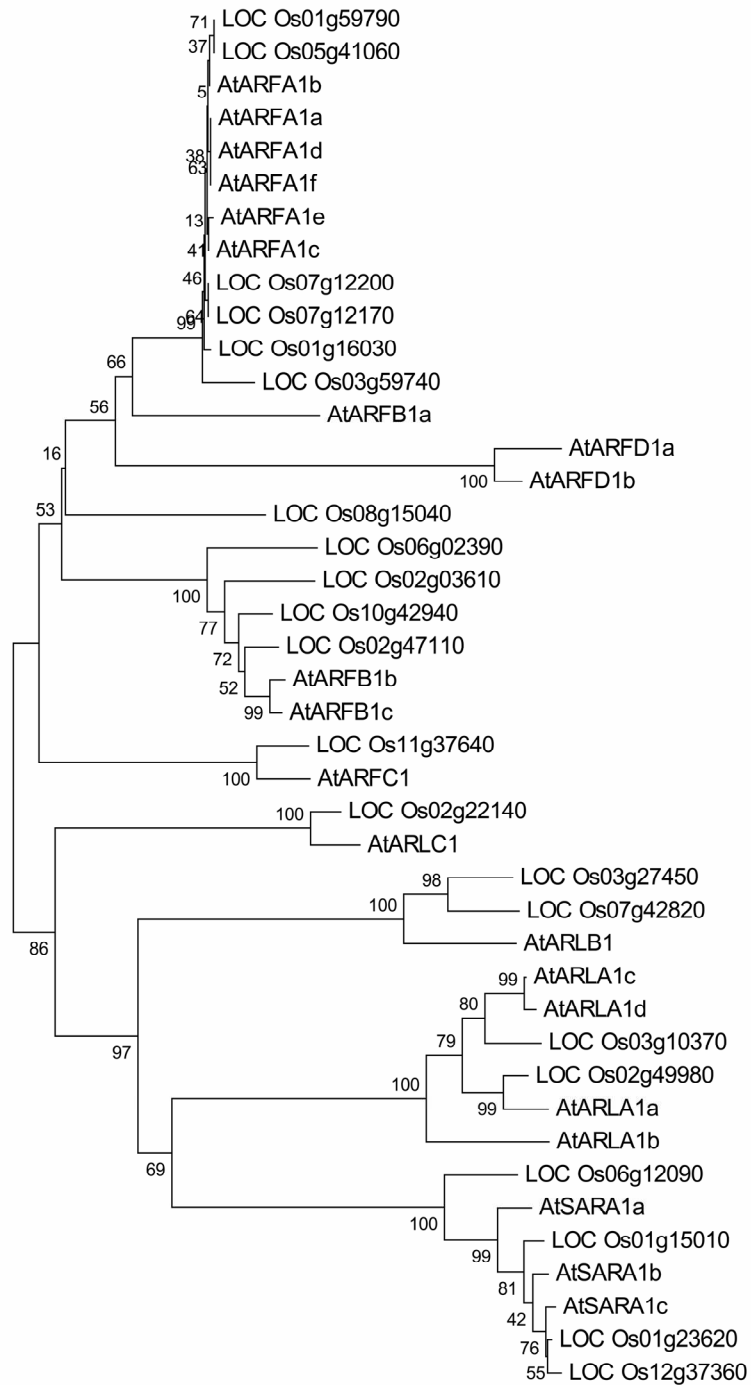 71 LOC Os01g59790
37 LOC Os05g41060
AtARFA1b
5
AtARFA1a
AtARFA1d
38
63
AtARFA1f
13 AtARFA1e
41 AtARFA1c
46 LOC Os07g12200
64 LOC Os07g12170
99
LOC Os01g16030
66
LOC Os03g59740
56
AtARFB1a
16
AtARFD1a
100 AtARFD1b
53
LOC Os08g15040
LOC Os06g02390
100
LOC Os02g03610
77
LOC Os10g42940
72
LOC Os02g47110
52
AtARFB1b
99 AtARFB1c
LOC Os11g37640
100 AtARFC1
100 LOC Os02g22140
AtARLC1
98 LOC Os03g27450
100
LOC Os07g42820
86
AtARLB1
99 AtARLA1c
80
AtARLA1d
79
LOC Os03g10370
97
LOC Os02g49980
100
99 AtARLA1a
AtARLA1b
69
LOC Os06g12090
100
AtSARA1a
99
LOC Os01g15010
81
AtSARA1b
42
AtSARA1c
76
LOC Os01g23620
55 LOC Os12g37360